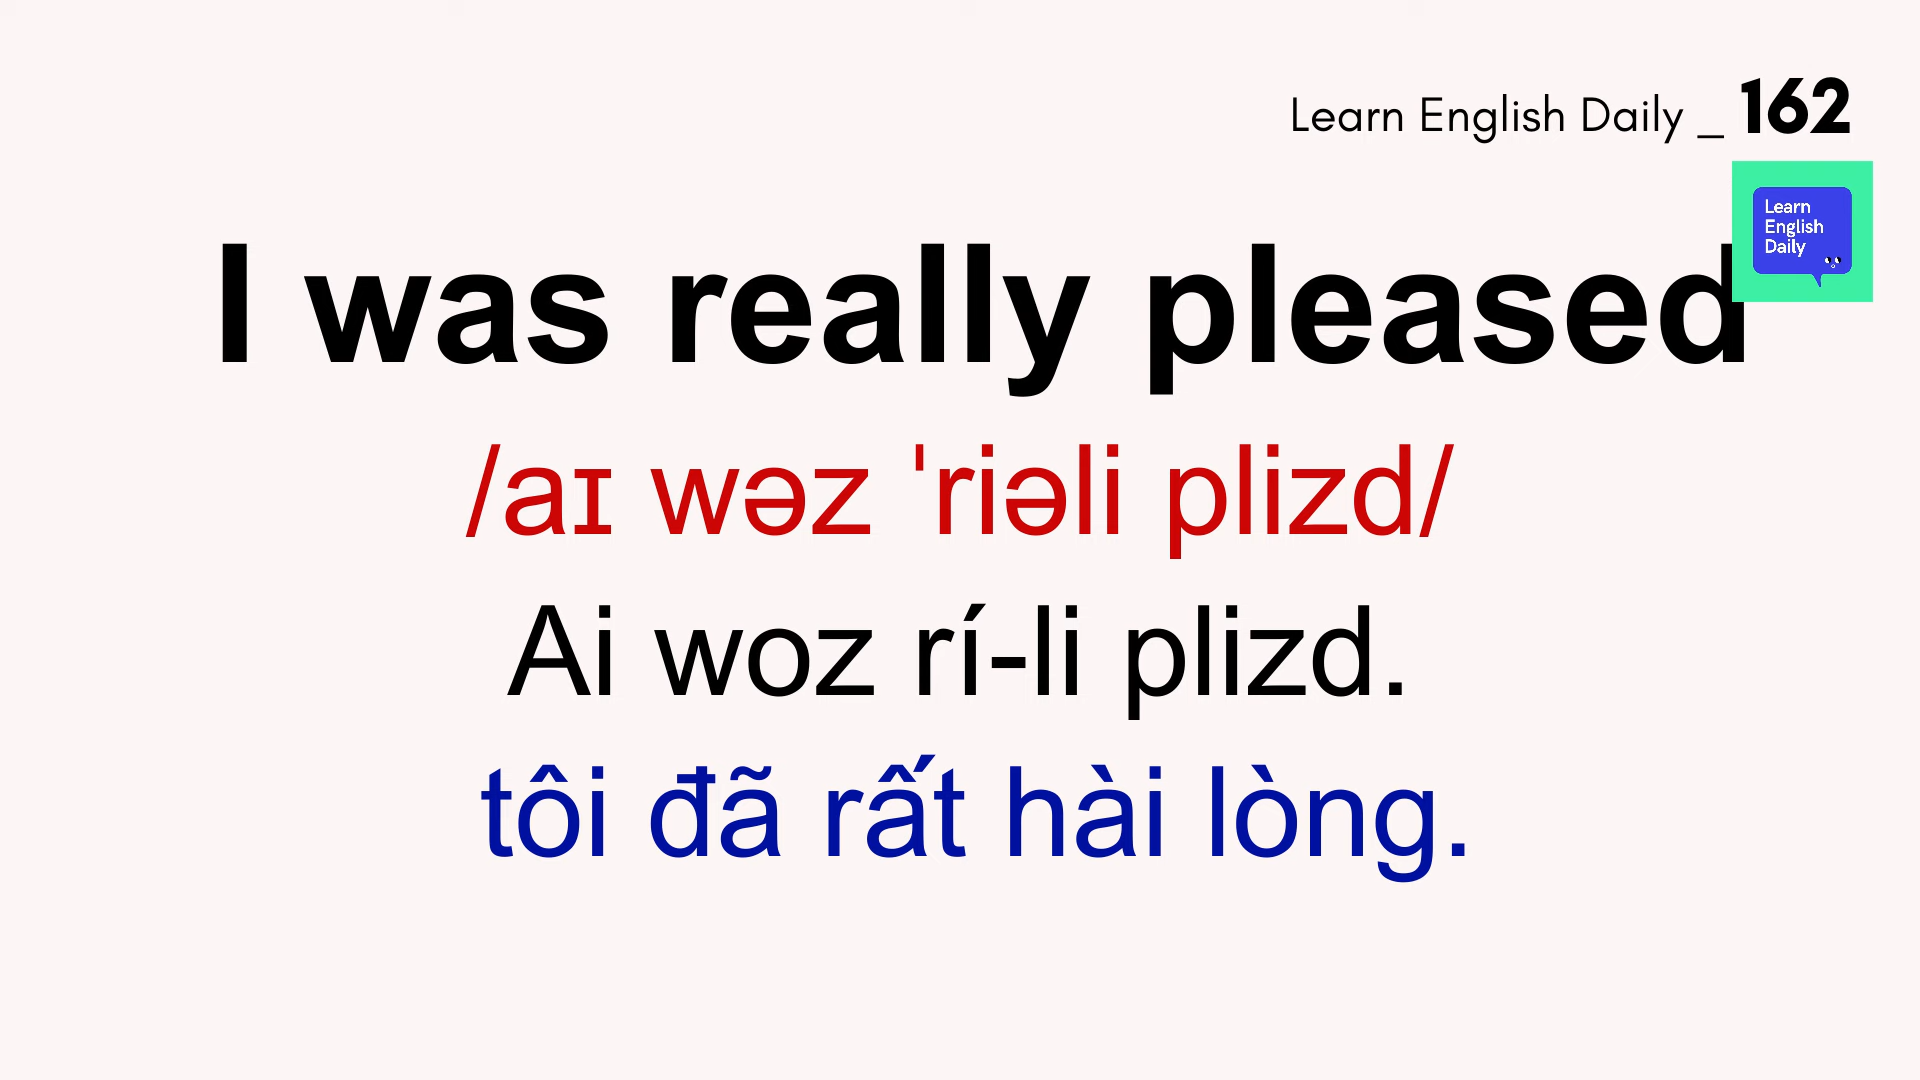 Learn English Daily _ 162
Learn
English
Daily
I was really pleased
/aɪ wəz ˈriəli plizd/
Ai woz rí-li plizd.
tôi đã rất hài lòng.